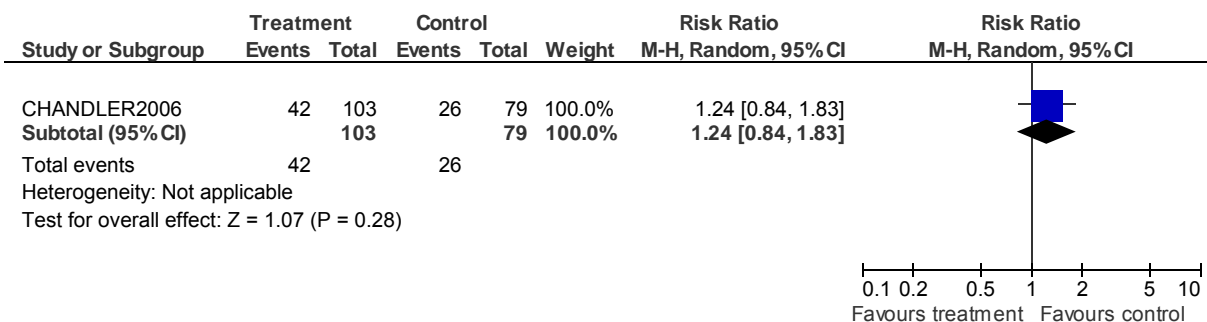 Treatment Control Risk Ratio Risk Ratio
Study or Subgroup Events Total Events Total Weight M-H, Random, 95% CI M-H, Random, 95% CI
CHANDLER2006 42 103 26 79 100.0% 1.24 [0.84, 1.83]
Subtotal (95% CI) 103 79 100.0% 1.24 [0.84, 1.83]
Total events 42 26
Heterogeneity: Not applicable
Test for overall effect: Z = 1.07 (P = 0.28)
0.1 0.2 0.5 1 2 5 10
Favours treatment Favours control